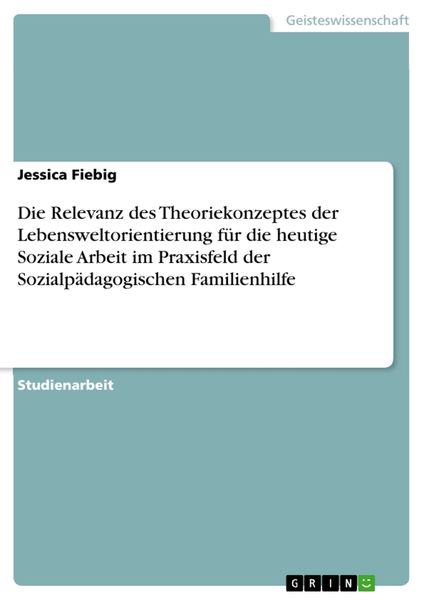 Geisteswissenschaft
Jessica Fiebig
Die Relevanz des Theoriekonzeptes der
Lebensweltorientierung für die heutige
Soziale Arbeit im Praxisfeld der
Sozialpädagogischen Familienhilfe
Studienarbeit
GRIN